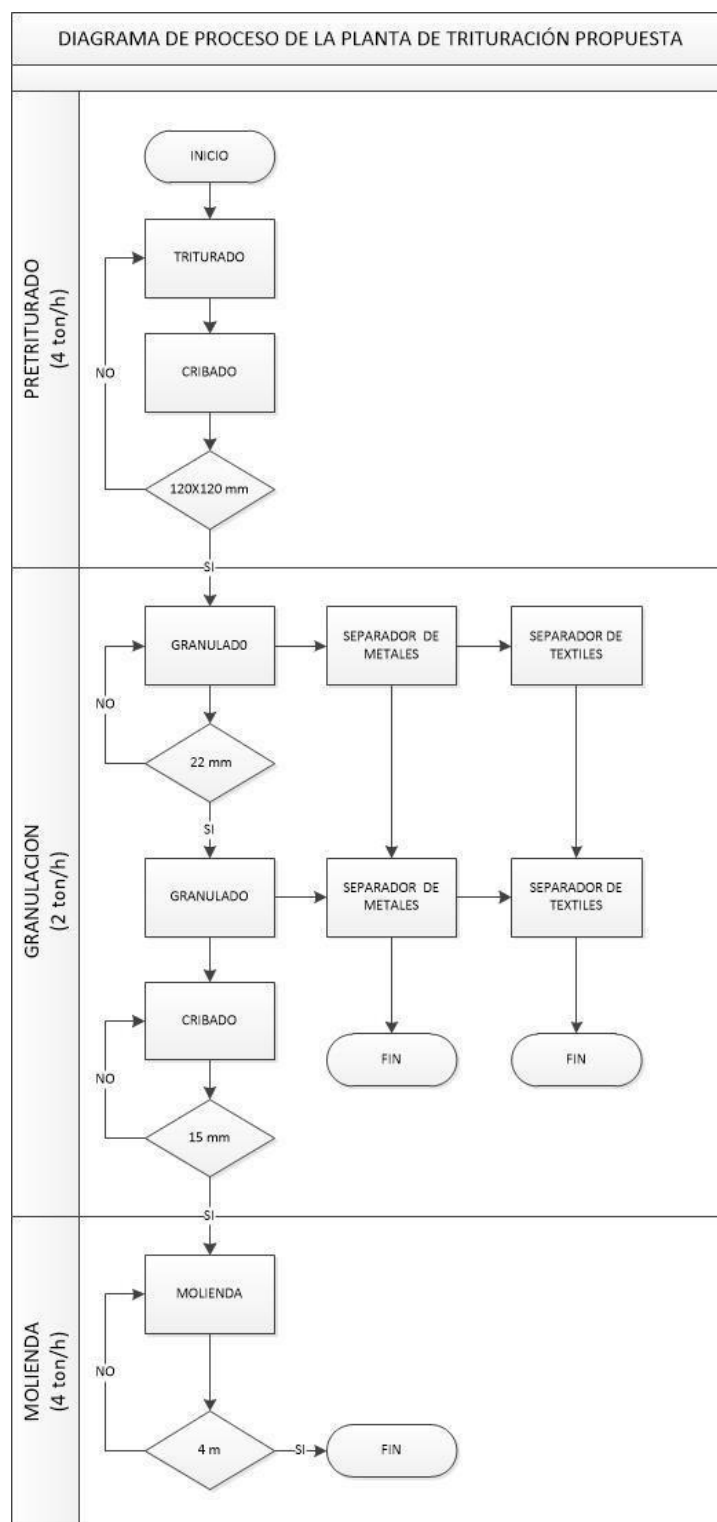 DIAGRAMA DE PROCESO DE LA PLANTA DE TRITURACIÓN PROPUESTA
PRETRITURADO
(4 ton/h)
INICIO
TRITURADO
CRIBADO
NO
120X120 mm
SI
GRANULACION
(2 ton/h)
GRANULAD0
SEPARADOR DE
METALES
SEPARADOR DE
TEXTILES
NO
22 mm
SI
GRANULADO
SEPARADOR DE
METALES
SEPARADOR DE
TEXTILES
CRIBADO
FIN
FIN
NO
15 mm
SI
MOLIENDA
(4 ton/h)
MOLIENDA
NO
4 m
SI
FIN